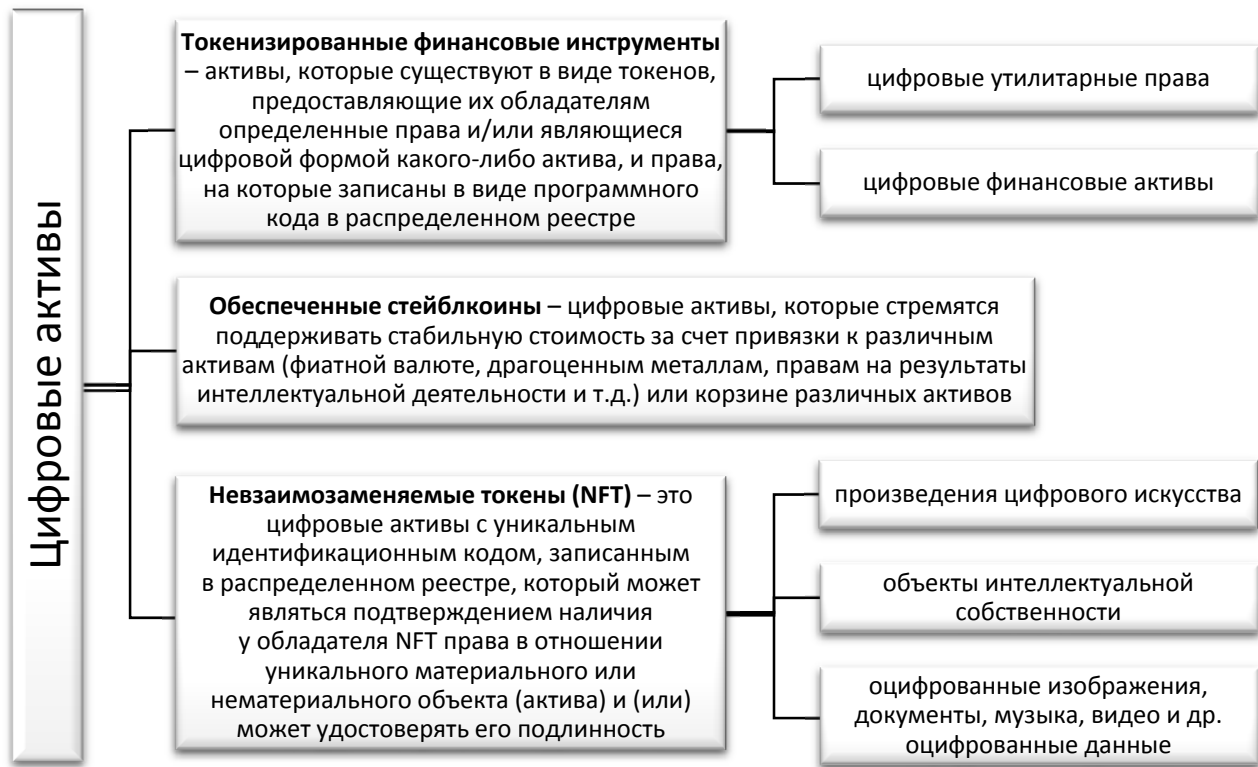 Цифровые активы
Токенизированные финансовые инструменты
– активы, которые существуют в виде токенов,
предоставляющие их обладателям
определенные права и/или являющиеся
цифровой формой какого-либо актива, и права,
на которые записаны в виде программного
кода в распределенном реестре
цифровые утилитарные права
цифровые финансовые активы
Обеспеченные стейблкоины – цифровые активы, которые стремятся
поддерживать стабильную стоимость за счет привязки к различным
активам (фиатной валюте, драгоценным металлам, правам на результаты
интеллектуальной деятельности и т.д.) или корзине различных активов
Невзаимозаменяемые токены (NFT) – это
цифровые активы с уникальным
идентификационным кодом, записанным
в распределенном реестре, который может
являться подтверждением наличия
у обладателя NFT права в отношении
уникального материального или
нематериального объекта (актива) и (или)
может удостоверять его подлинность
произведения цифрового искусства
объекты интеллектуальной
собственности
оцифрованные изображения,
документы, музыка, видео и др.
оцифрованные данные